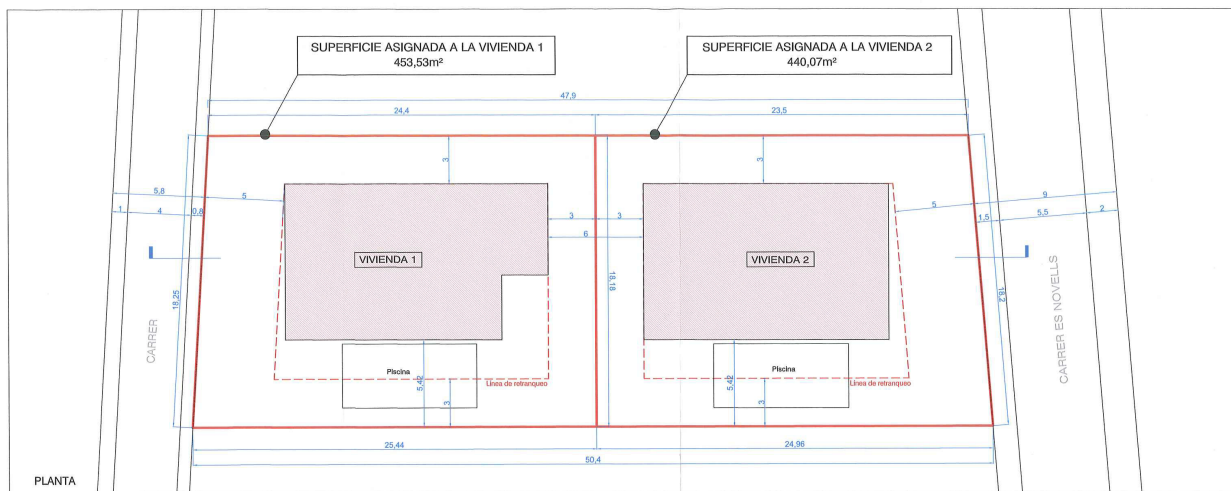 SUPERFICIE ASIGNADA A LA VIVIENDA 1
453,53m²
SUPERFICIE ASIGNADA A LA VIVIENDA 2
440,07m²
47,9
24,4
23,5
3
3
5,8
5
1
4
0,8
3
3
6
5
9
1,5
5,5
2
VIVIENDA 1
VIVIENDA 2
18,25
18,18
18,2
CARRER
CARRER ES NOVELLS
Piscina
Piscina
5,42
5,42
Línea de retranqueo
Línea de retranqueo
3
3
25,44
24,96
50,4
PLANTA